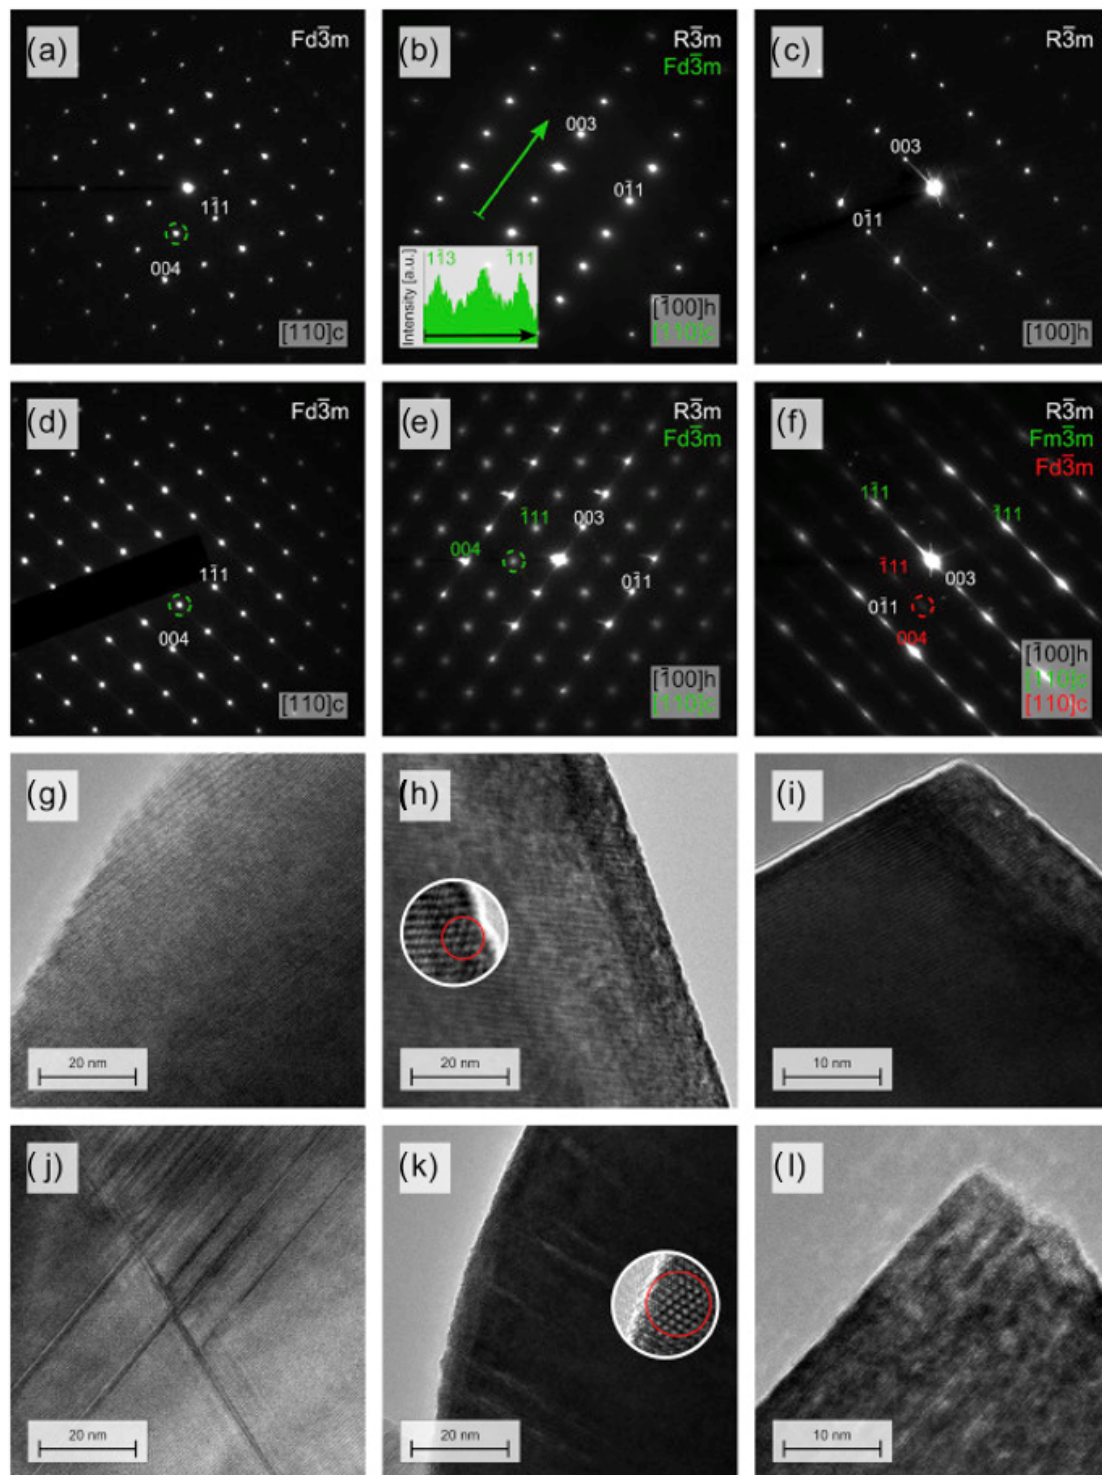 (a)
Fd3̅m
11̅1
004
[110]c
(b)
R3̅m
Fd3̅m
003
01̅1
Intensity [a.u.]
11̅3
1̅11
[1̅00]h
[110]c
(c)
R3̅m
003
01̅1
[100]h
(d)
Fd3̅m
11̅1
004
[110]c
(e)
R3̅m
Fd3̅m
1̅11
003
004
01̅1
[1̅00]h
[110]c
(f)
R3̅m
Fm3̅m
Fd3̅m
11̅1
1̅11
1̅11
003
01̅1
004
[1̅00]h
[110]c
[110]c
(g)
20 nm
(h)
20 nm
(i)
10 nm
(j)
20 nm
(k)
20 nm
(l)
10 nm